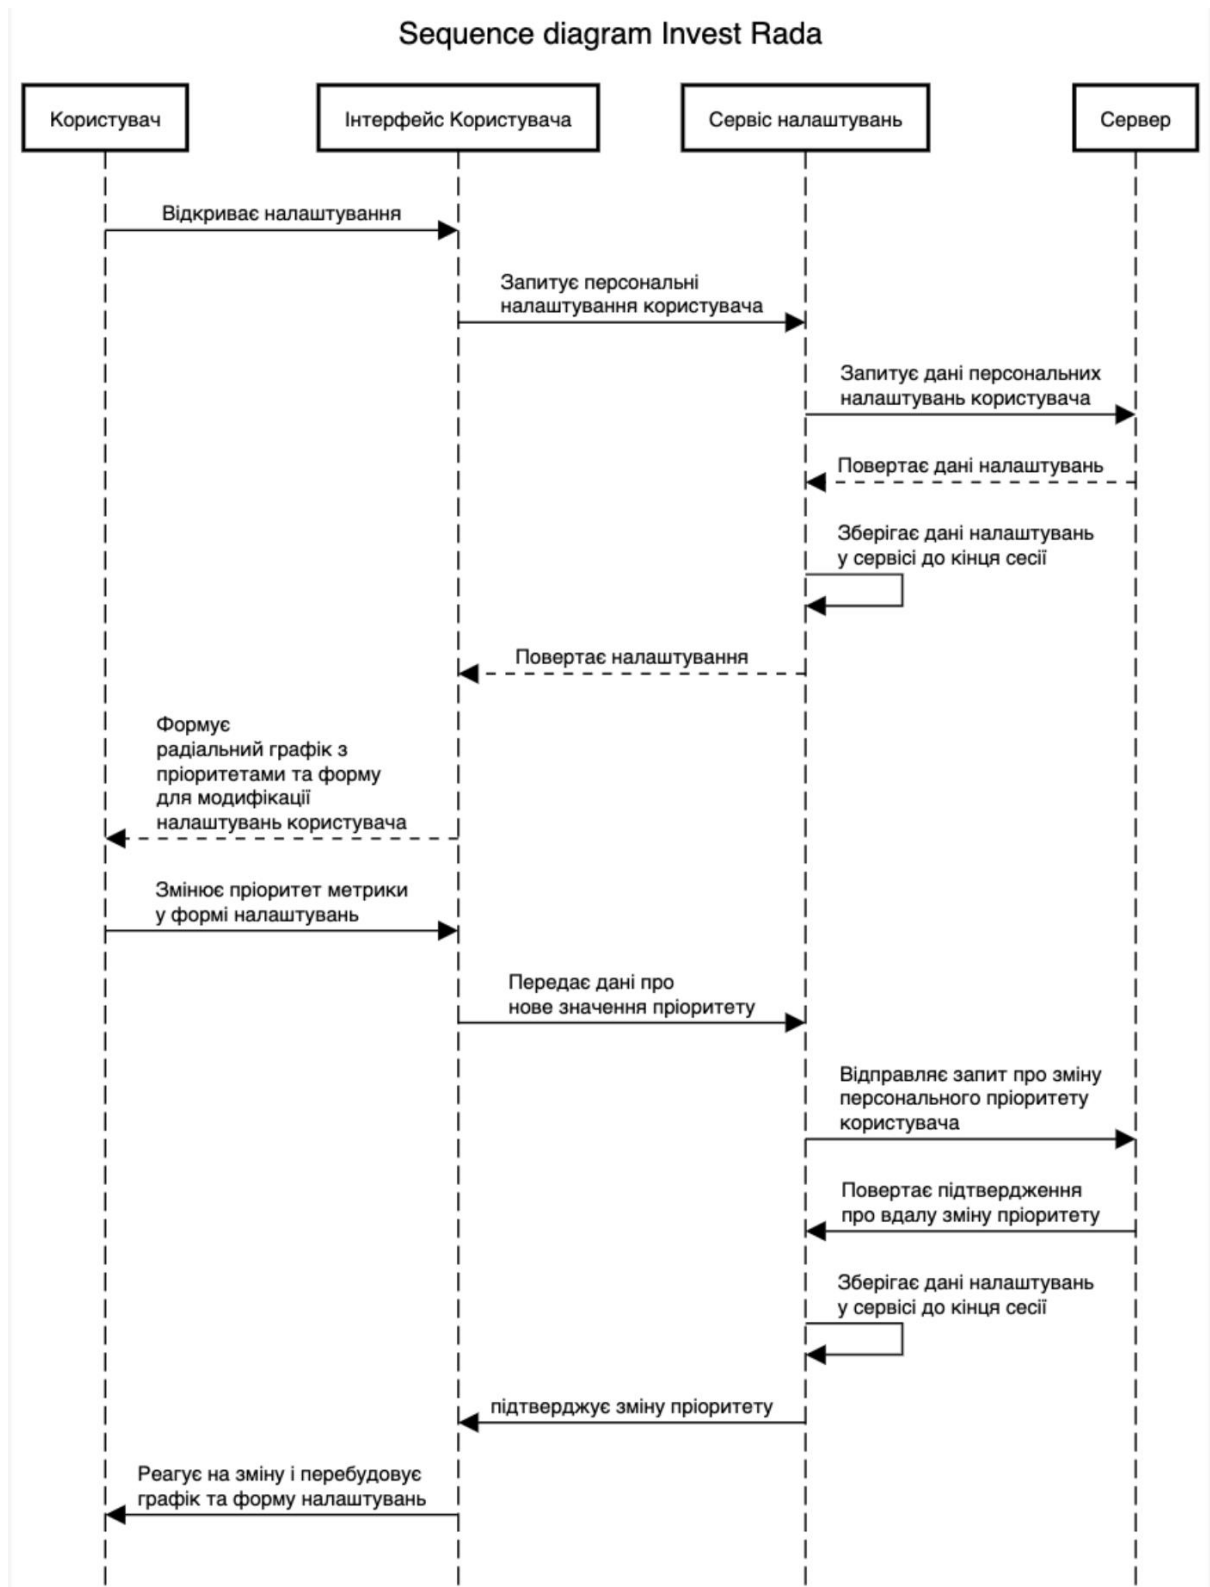 Sequence diagram Invest Rada
Користувач
Інтерфейс Користувача
Сервіс налаштувань
Сервер
Відкриває налаштування
Запитує персональні
налаштування користувача
Запитує дані персональних
налаштувань користувача
Повертає дані налаштувань
Зберігає дані налаштувань
у сервісі до кінця сесії
Повертає налаштування
Формує
радіальний графік з
пріоритетами та форму
для модифікації
налаштувань користувача
Змінює пріоритет метрики
у формі налаштувань
Передає дані про
нове значення пріоритету
Відправляє запит про зміну
персонального пріоритету
користувача
Повертає підтвердження
про вдалу зміну пріоритету
Зберігає дані налаштувань
у сервісі до кінця сесії
підтверджує зміну пріоритету
Реагує на зміну і перебудовує
графік та форму налаштувань